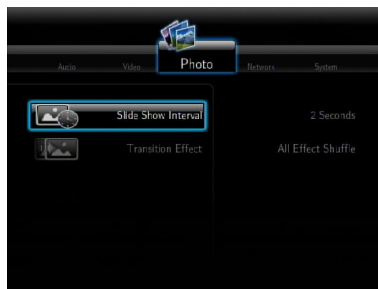 Audio Video Photo Network System
Slide Show Interval 2 Seconds
Transition Effect All Effect Shuffle